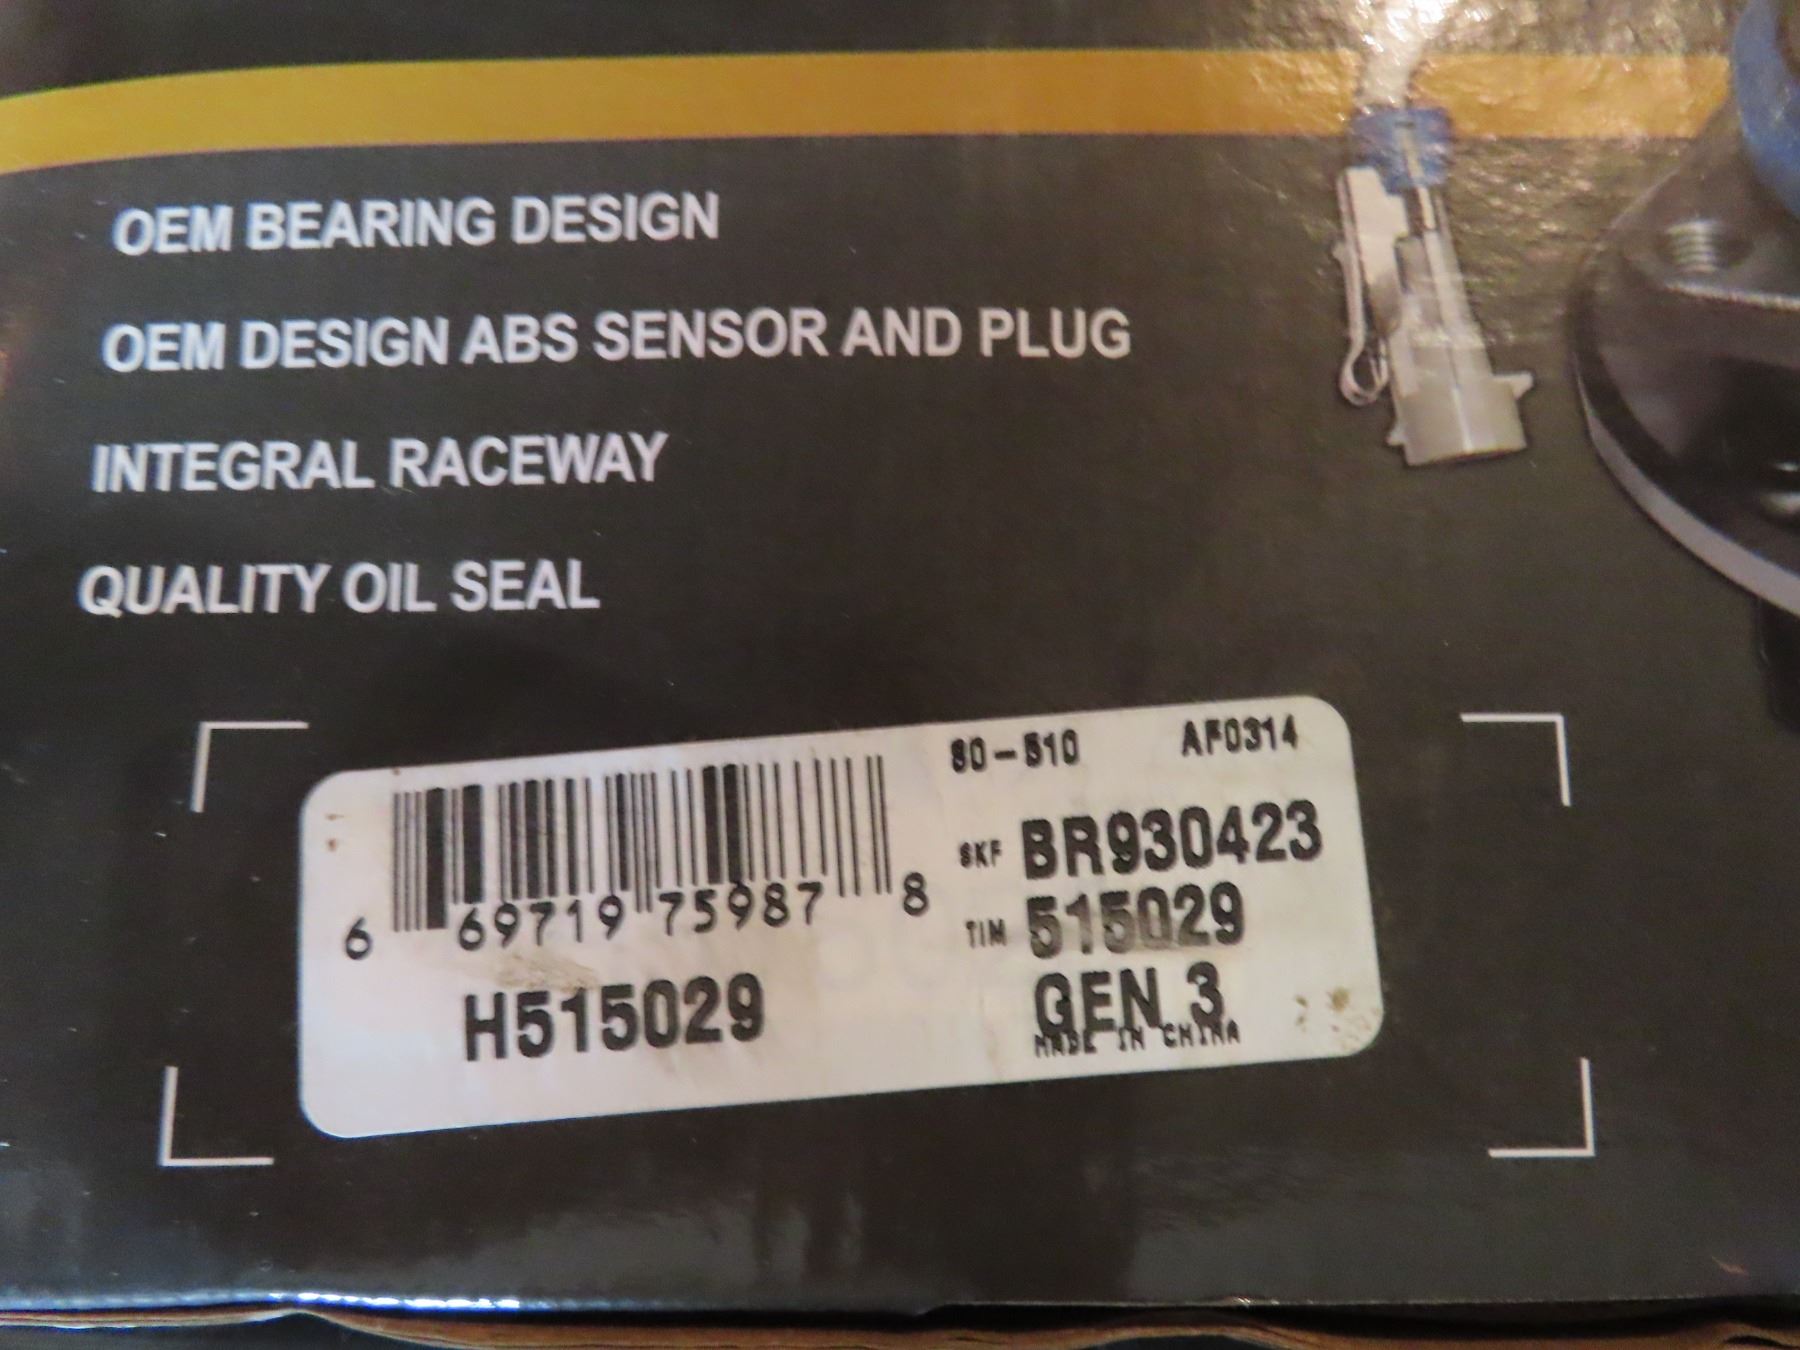 OEM BEARING DESIGN
OEM DESIGN ABS SENSOR AND PLUG
INTEGRAL RACEWAY
QUALITY OIL SEAL
80-510 AF0314
6 69719 75987 8
SKF BR930423
TIM 515029
H515029
GEN 3
MADE IN CHINA